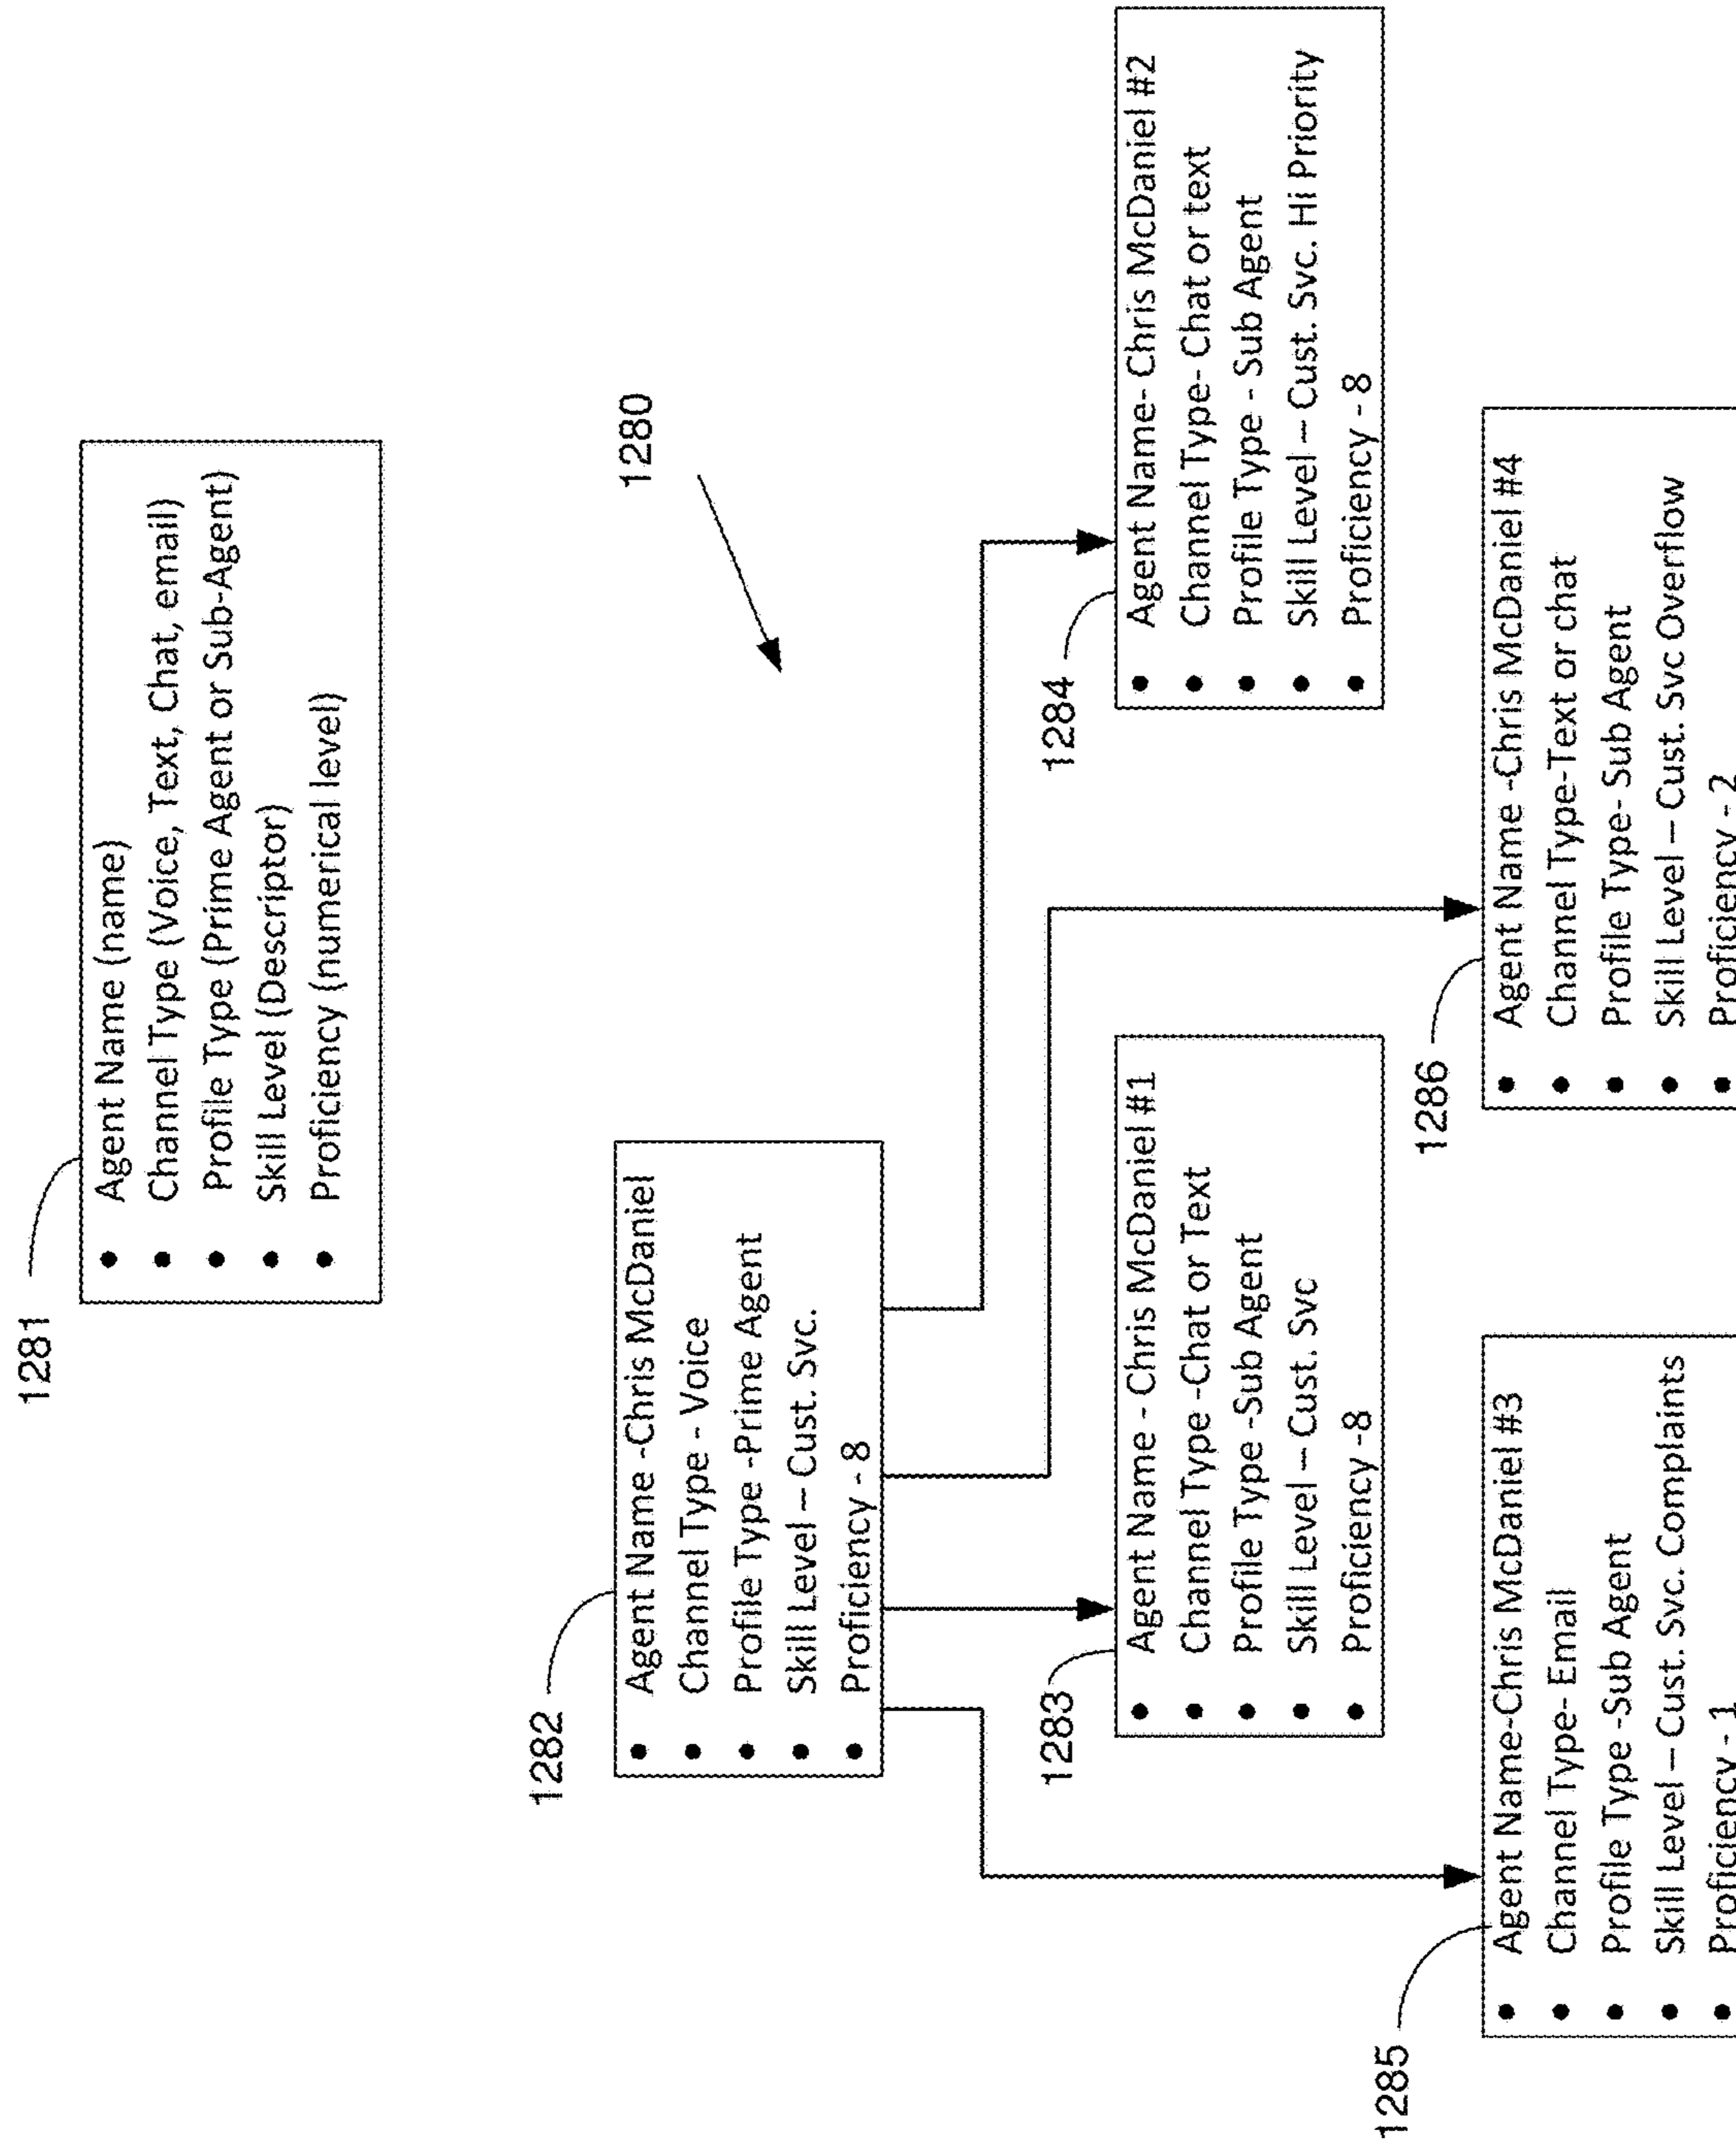 1281
• Agent Name (name)
• Channel Type (Voice, Text, Chat, email)
• Profile Type (Prime Agent or Sub-Agent)
• Skill Level (Descriptor)
• Proficiency (numerical level)
1280
1282
• Agent Name -Chris McDaniel
• Channel Type - Voice
• Profile Type -Prime Agent
• Skill Level – Cust. Svc.
• Proficiency - 8
1283
• Agent Name - Chris McDaniel #1
• Channel Type -Chat or Text
• Profile Type -Sub Agent
• Skill Level – Cust. Svc
• Proficiency -8
1284
• Agent Name- Chris McDaniel #2
• Channel Type- Chat or text
• Profile Type - Sub Agent
• Skill Level – Cust. Svc. Hi Priority
• Proficiency - 8
1285
• Agent Name-Chris McDaniel #3
• Channel Type- Email
• Profile Type -Sub Agent
• Skill Level – Cust. Svc. Complaints
• Proficiency - 1
1286
• Agent Name -Chris McDaniel #4
• Channel Type-Text or chat
• Profile Type- Sub Agent
• Skill Level – Cust. Svc Overflow
• Proficiency - 2